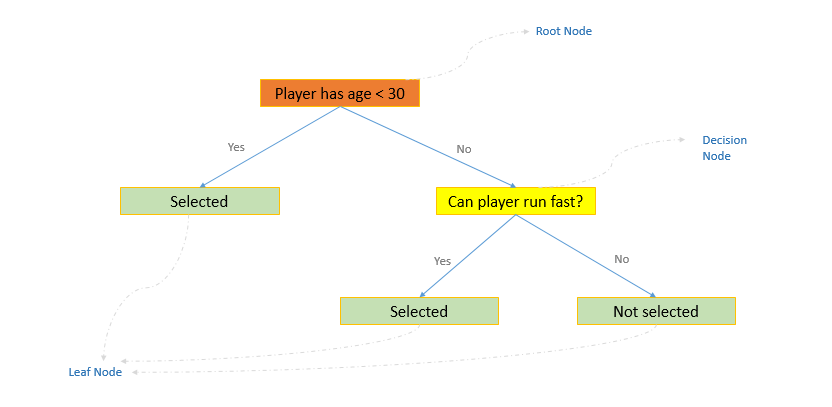 Root Node
Player has age < 30
Yes
No
Decision
Node
Selected
Can player run fast?
Yes
No
Selected
Not selected
Leaf Node